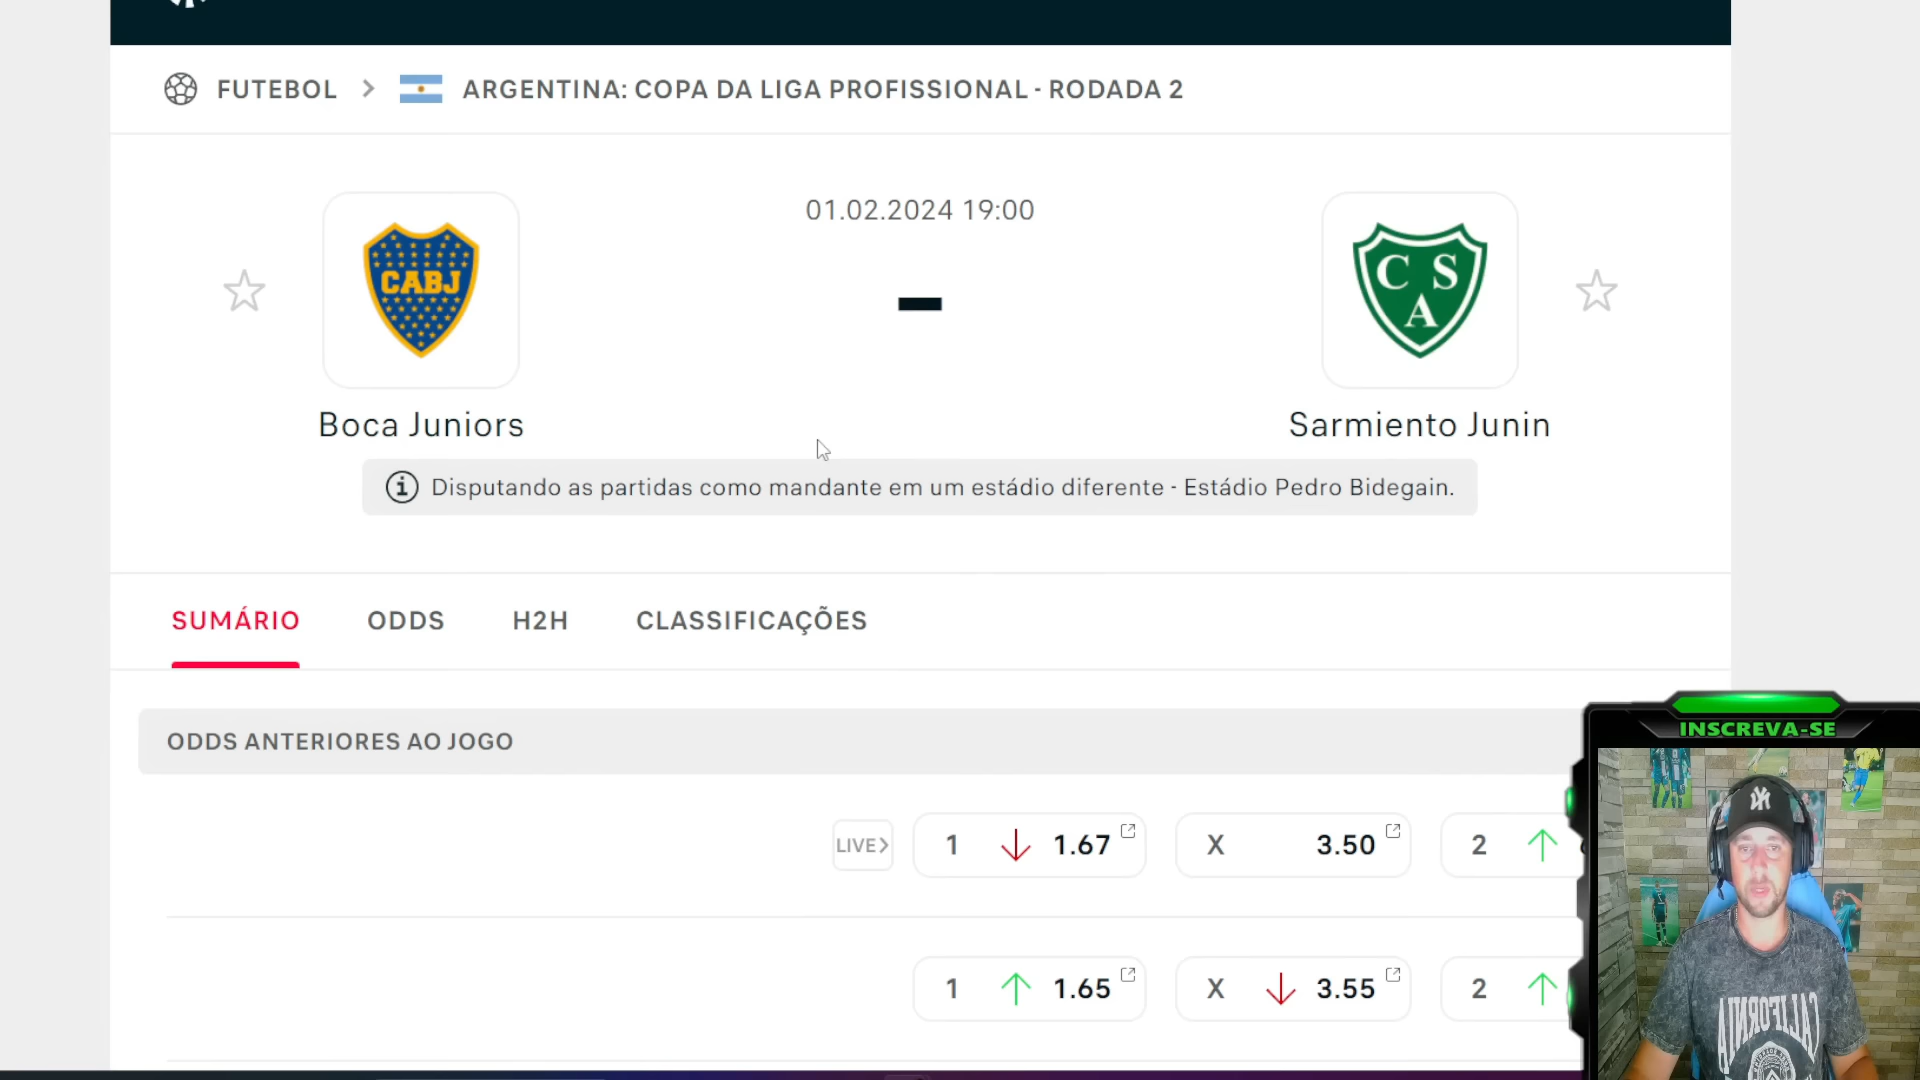 FUTEBOL > ARGENTINA: COPA DA LIGA PROFISSIONAL - RODADA 2
01.02.2024 19:00
CABJ
CSA
-
Boca Juniors
Sarmiento Junin
Disputando as partidas como mandante em um estádio diferente - Estádio Pedro Bidegain.
SUMÁRIO ODDS H2H CLASSIFICAÇÕES
ODDS ANTERIORES AO JOGO
INSCREVA-SE
LIVE> 1 1.67 X 3.50 2
1 1.65 X 3.55 2
CALIFORNIA